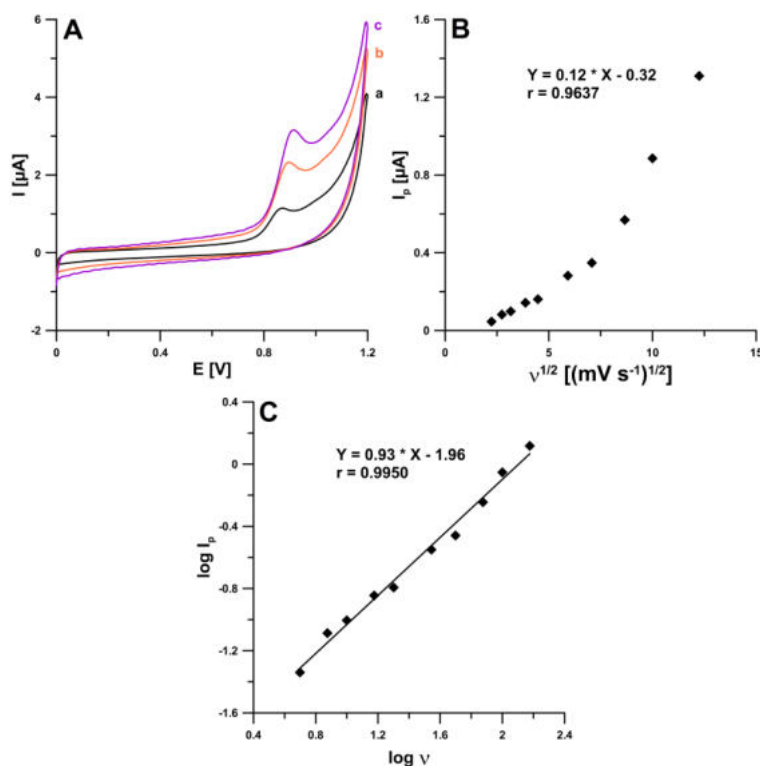 A
6
4
2
0
-2
I [µA]
0
0.4
0.8
1.2
E [V]
c
b
a
B
1.6
1.2
0.8
0.4
0
Ip [µA]
Y = 0.12 * X - 0.32
r = 0.9637
0
5
10
15
ν1/2 [(mV s-1)1/2]
C
0.4
0
-0.4
-0.8
-1.2
-1.6
log Ip
Y = 0.93 * X - 1.96
r = 0.9950
0.4
0.8
1.2
1.6
2
2.4
log ν